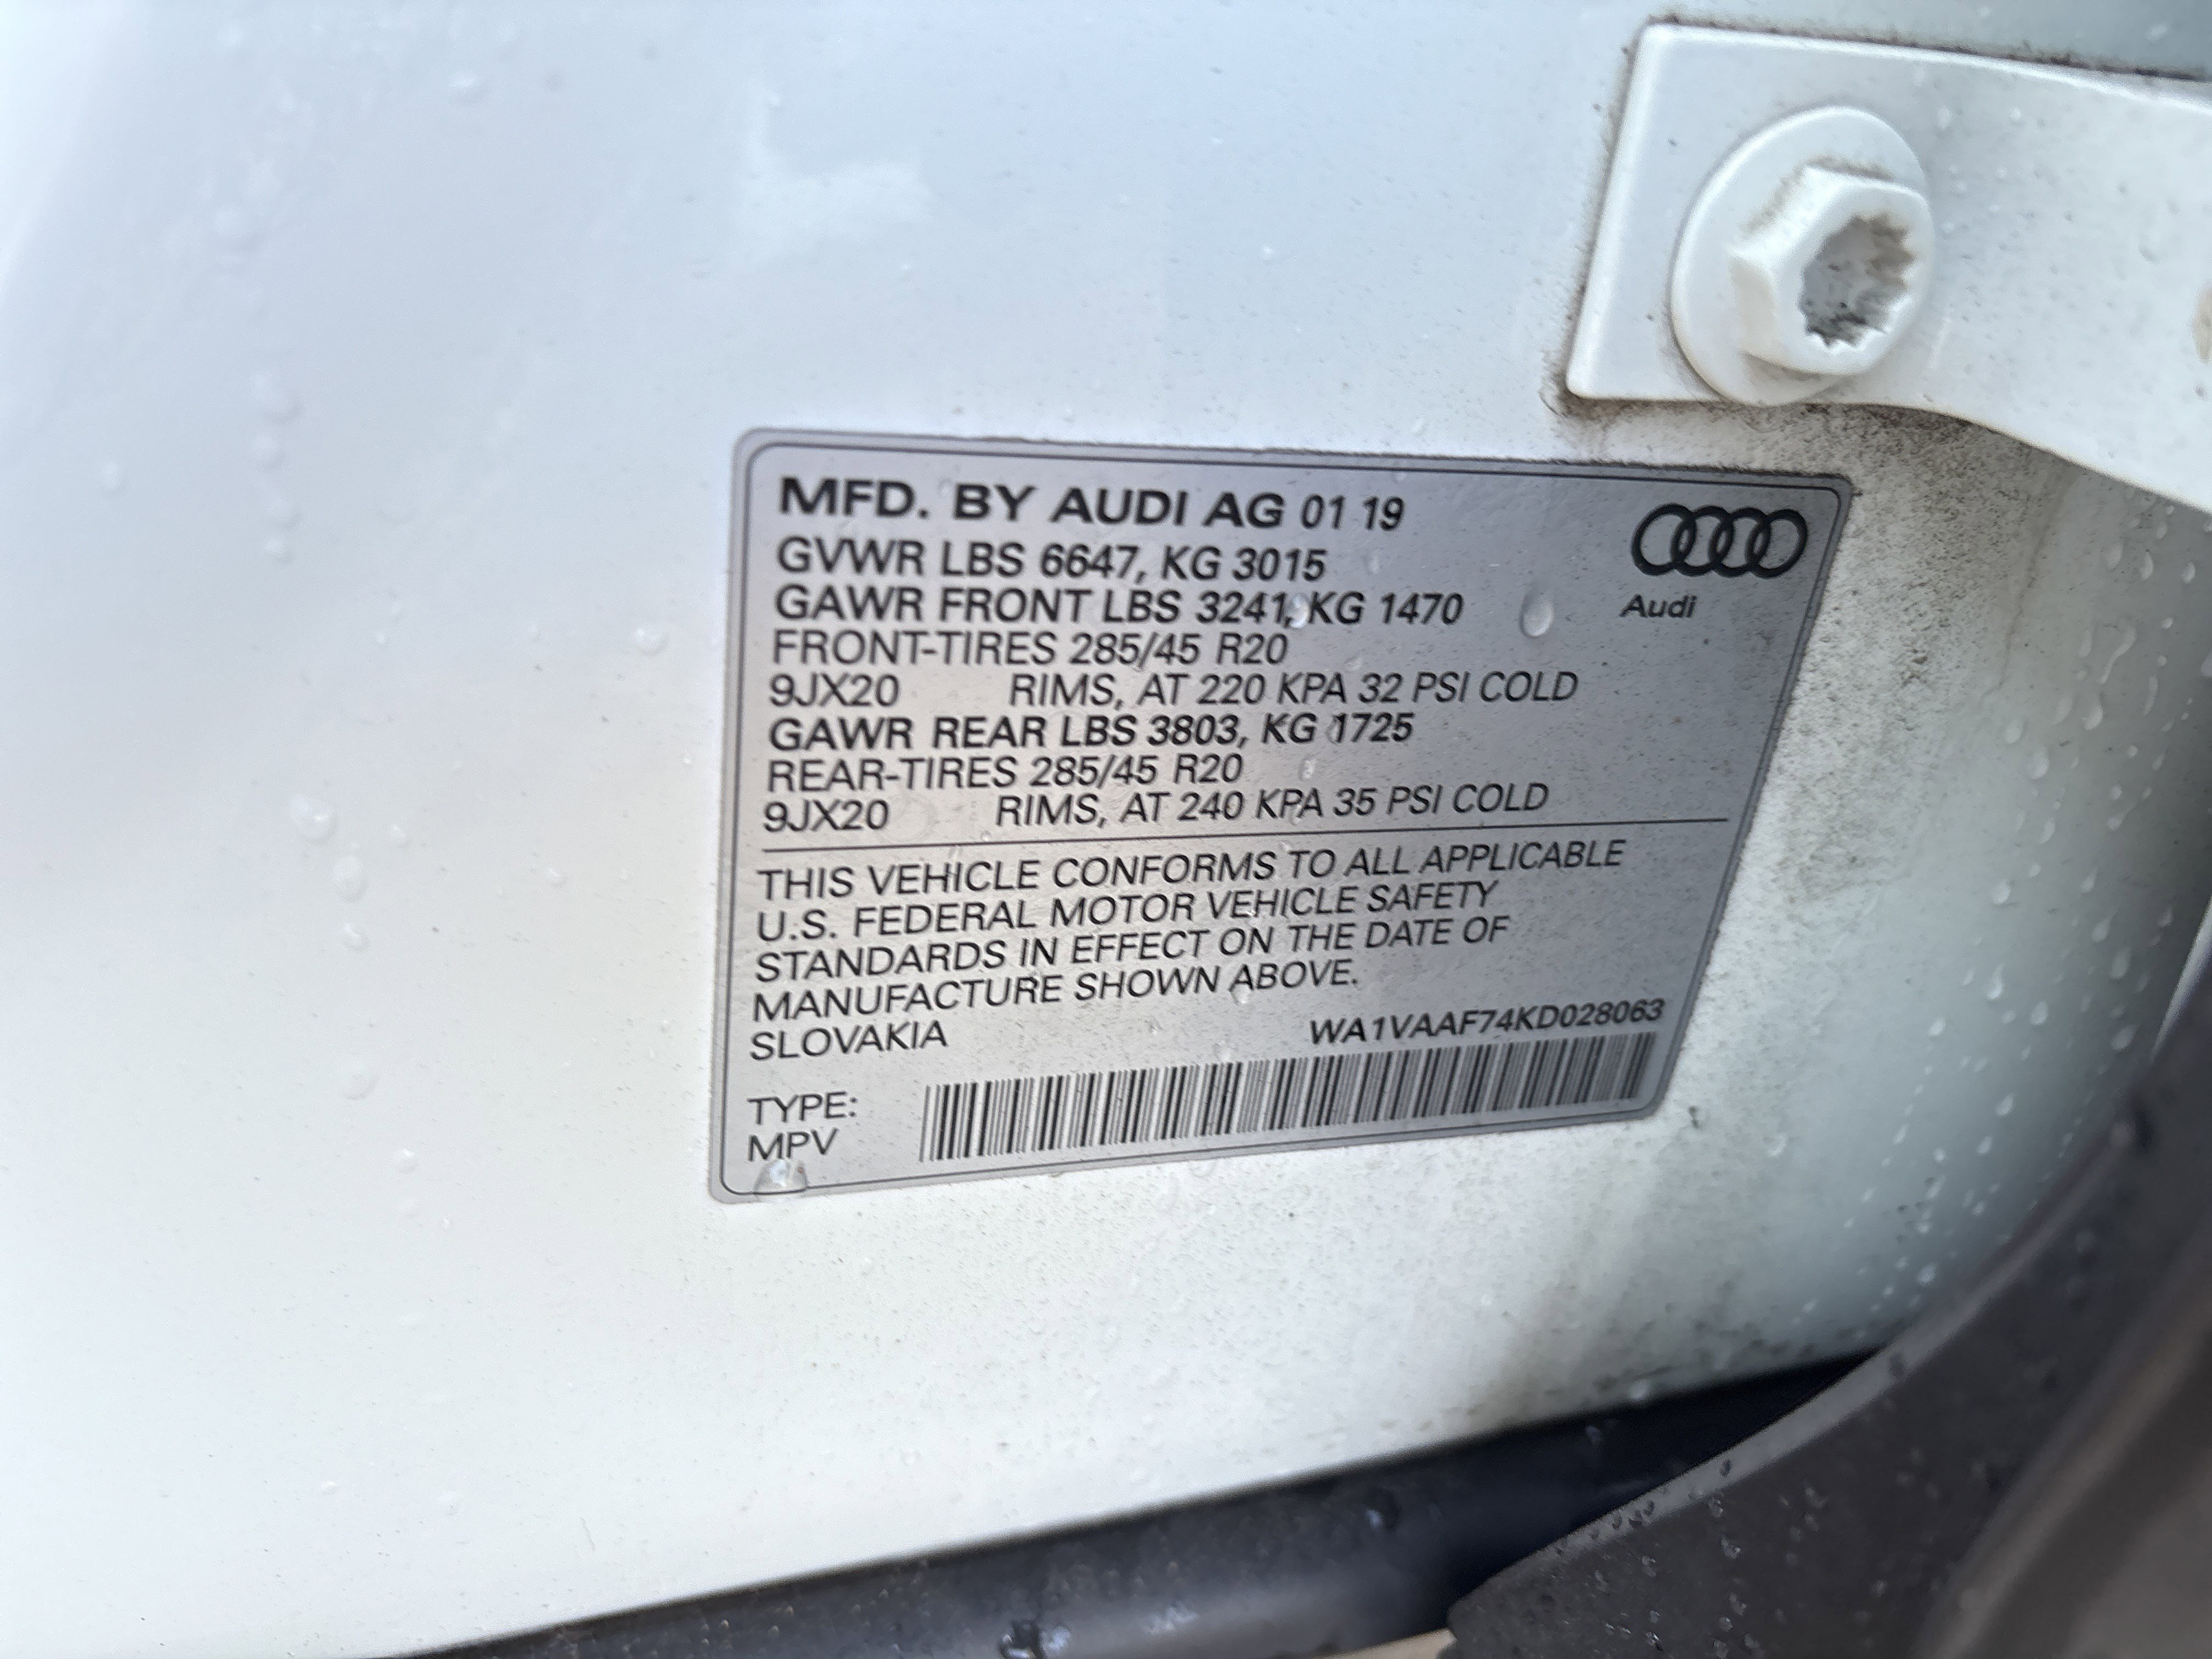 MFD. BY AUDI AG 01 19
GVWR LBS 6647, KG 3015
GAWR FRONT LBS 3241, KG 1470
Audi
FRONT-TIRES 285/45 R20
9JX20 RIMS, AT 220 KPA 32 PSI COLD
GAWR REAR LBS 3803, KG 1725
REAR-TIRES 285/45 R20
9JX20 RIMS, AT 240 KPA 35 PSI COLD
THIS VEHICLE CONFORMS TO ALL APPLICABLE
U.S. FEDERAL MOTOR VEHICLE SAFETY
STANDARDS IN EFFECT ON THE DATE OF
MANUFACTURE SHOWN ABOVE.
SLOVAKIA WA1VAAF74KD028063
TYPE:
MPV